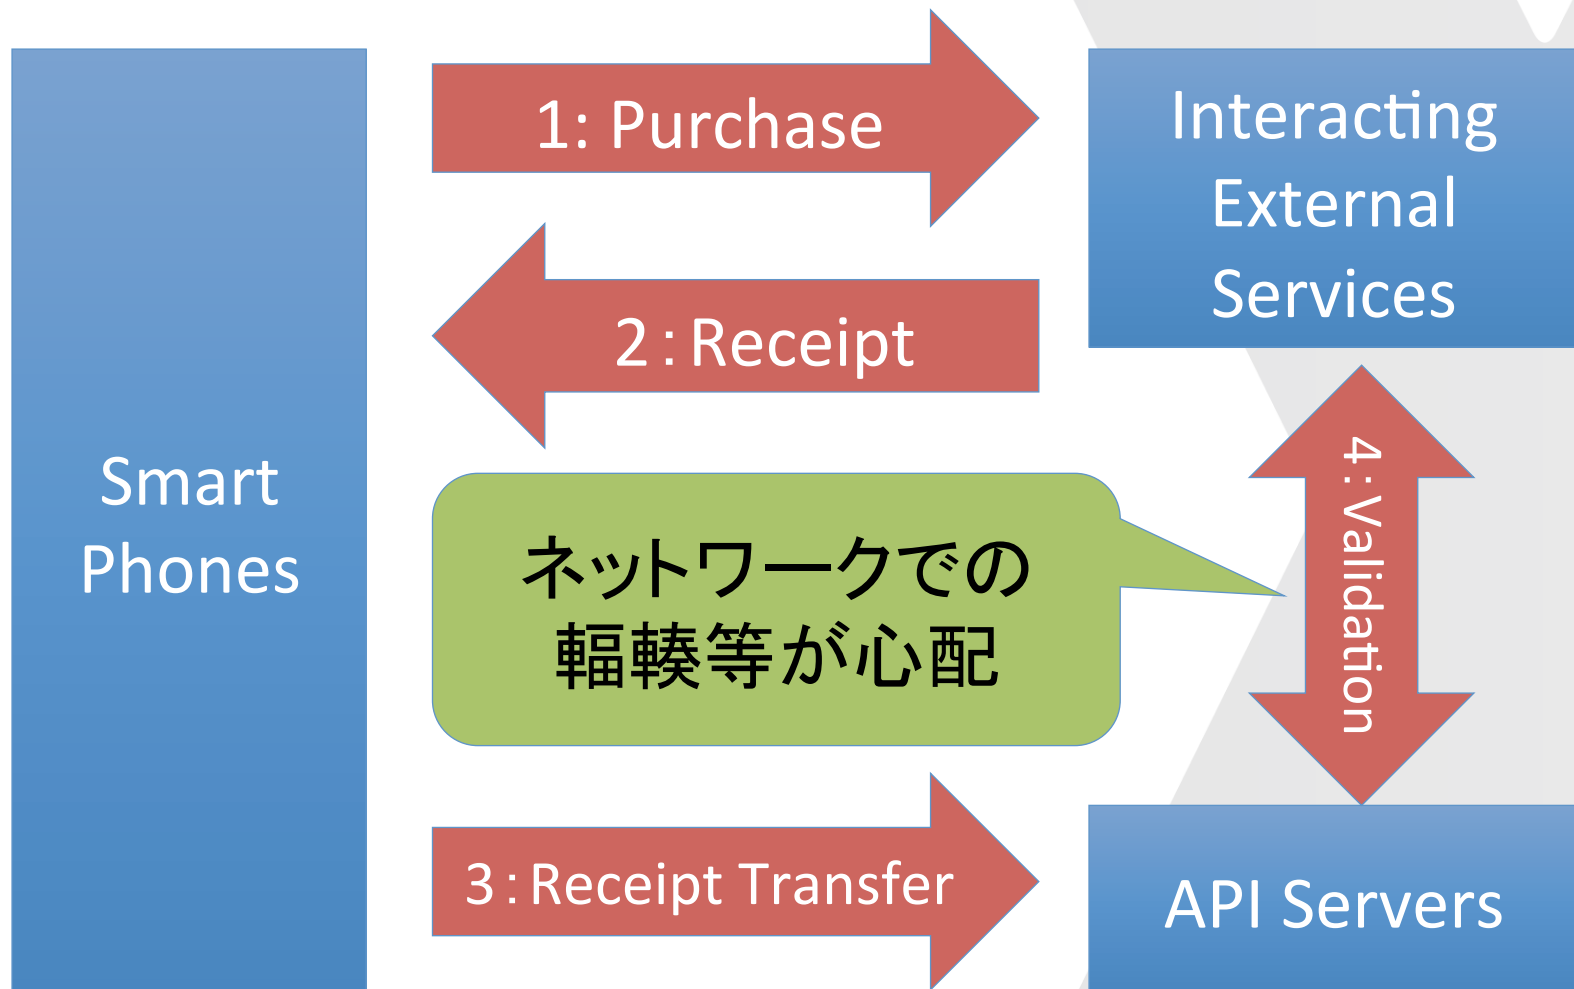 Smart
Phones
1: Purchase
2：Receipt
ネットワークでの
輻輳等が心配
3：Receipt Transfer
Interacting
External
Services
4：Validation
API Servers